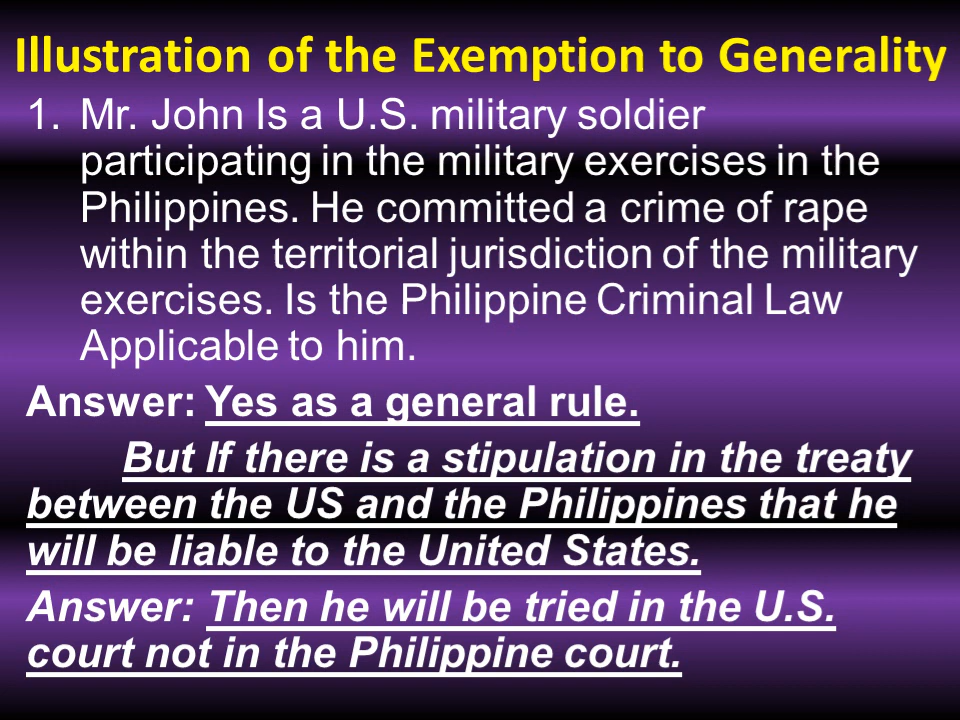 Illustration of the Exemption to Generality
1. Mr. John Is a U.S. military soldier
participating in the military exercises in the
Philippines. He committed a crime of rape
within the territorial jurisdiction of the military
exercises. Is the Philippine Criminal Law
Applicable to him.
Answer: Yes as a general rule.
But If there is a stipulation in the treaty
between the US and the Philippines that he
will be liable to the United States.
Answer: Then he will be tried in the U.S.
court not in the Philippine court.